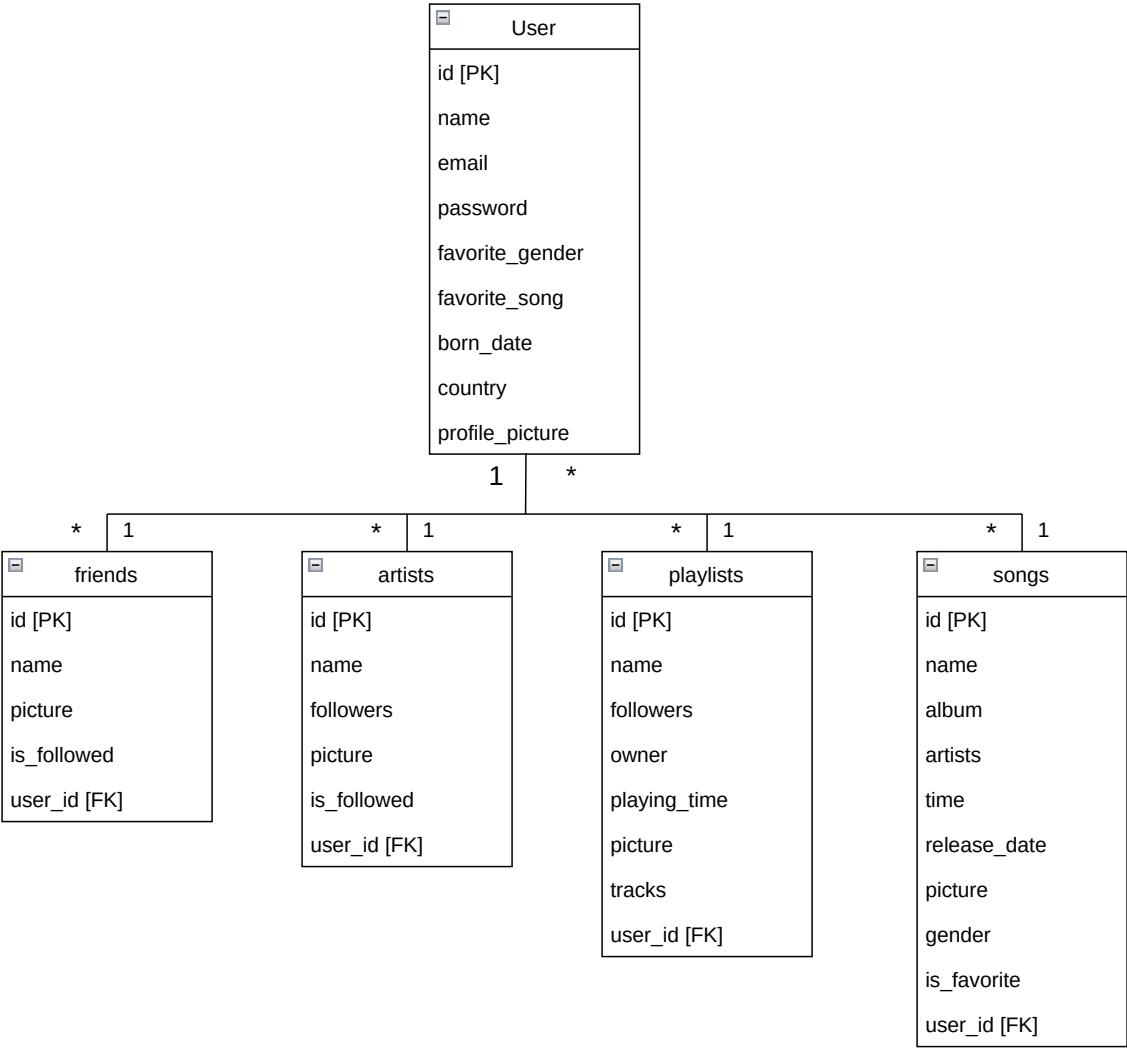 User
id [PK]
name
email
password
favorite_gender
favorite_song
born_date
country
profile_picture
1 *
* 1
* 1
* 1
* 1
friends
id [PK]
name
picture
is_followed
user_id [FK]
artists
id [PK]
name
followers
picture
is_followed
user_id [FK]
playlists
id [PK]
name
followers
owner
playing_time
picture
tracks
user_id [FK]
songs
id [PK]
name
album
artists
time
release_date
picture
gender
is_favorite
user_id [FK]